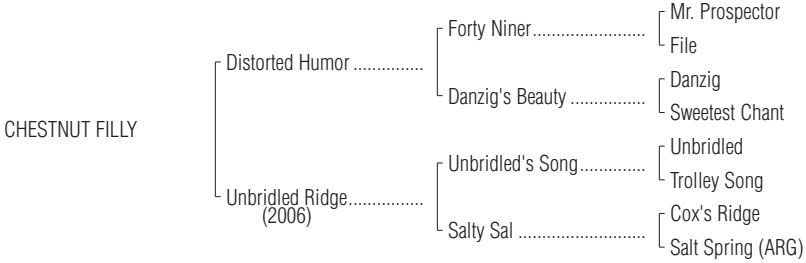 Mr. Prospector
Forty Niner........................
File
Distorted Humor ...............
Danzig
Danzig's Beauty ................
Sweetest Chant
CHESTNUT FILLY
Unbridled
Unbridled's Song..............
Trolley Song
Unbridled Ridge................
(2006)
Cox's Ridge
Salty Sal ...........................
Salt Spring (ARG)